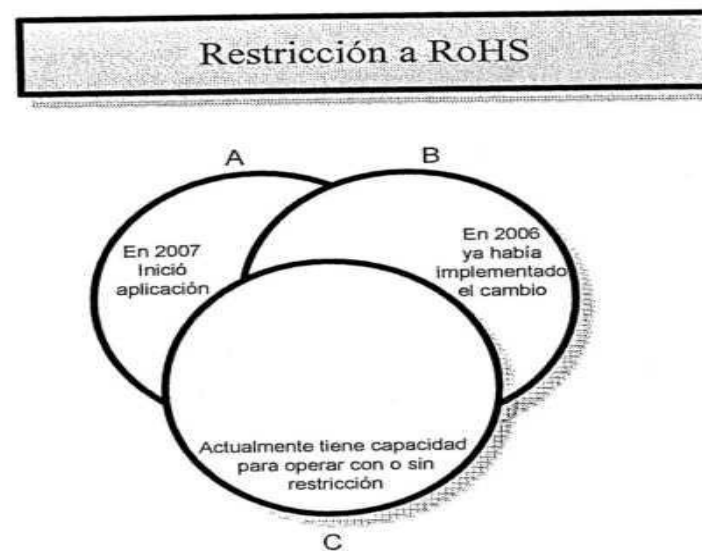 Restricción a RoHS
A
B
En 2007
Inició
aplicación
En 2006
ya había
implementado
el cambio
Actualmente tiene capacidad
para operar con o sin
restricción
C